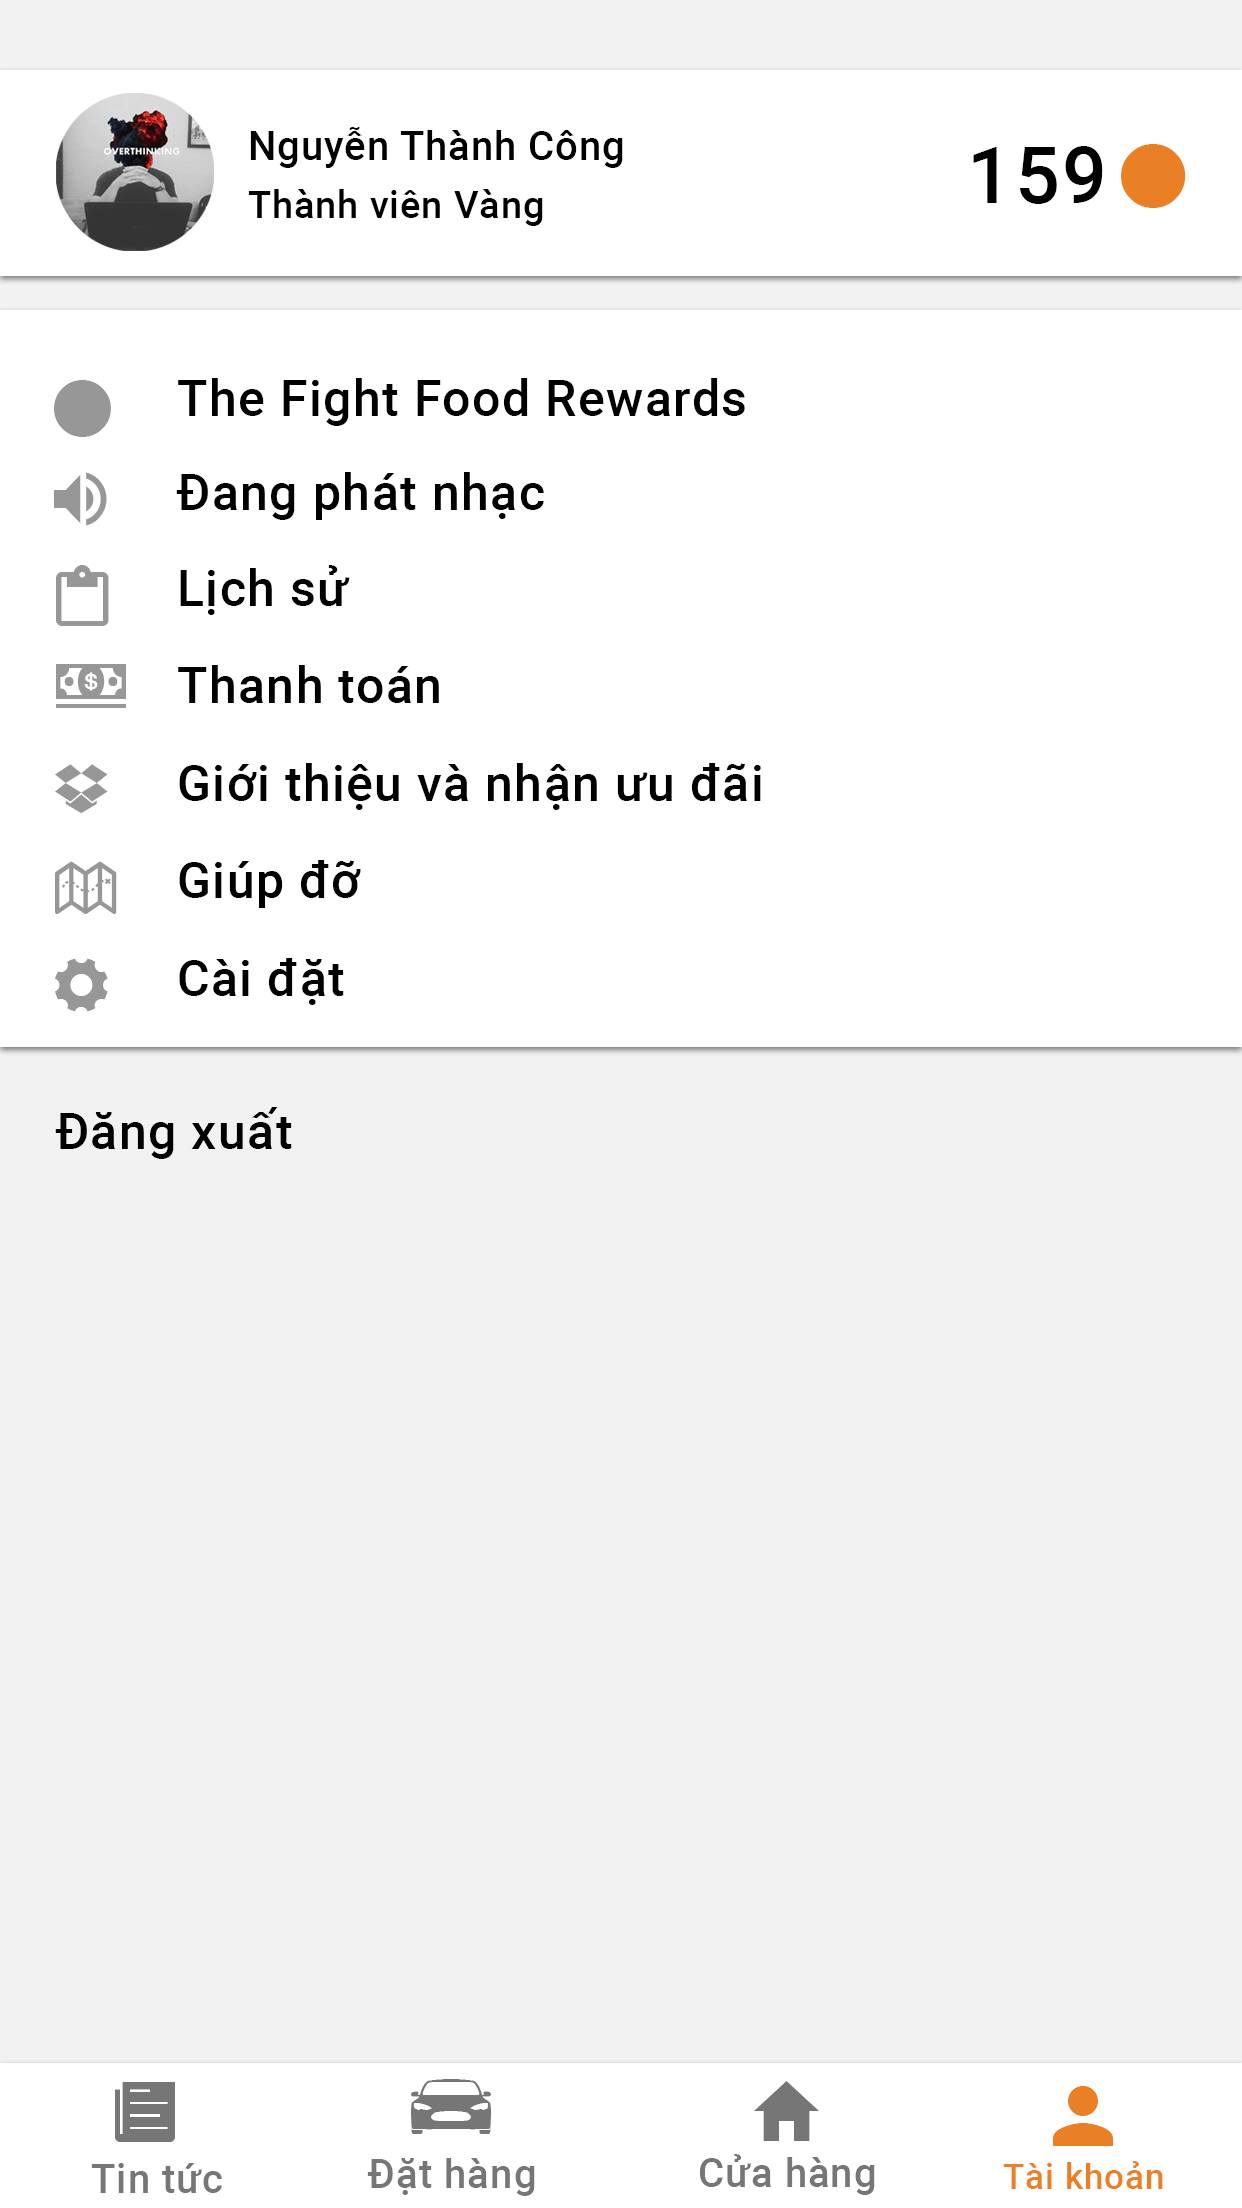 OVERTHINKING
Nguyễn Thành Công
Thành viên Vàng
159
The Fight Food Rewards
Đang phát nhạc
Lịch sử
$
Thanh toán
Giới thiệu và nhận ưu đãi
Giúp đỡ
Cài đặt
Đăng xuất
Tin tức
Đặt hàng
Cửa hàng
Tài khoản